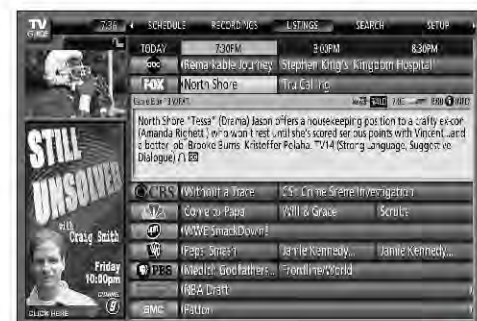 TV GUIDE
7:36
SCHEDULE RECORDINGS LISTINGS SEARCH SETUP
TODAY 7:30PM 8:00PM 8:30PM
abc Remarkable Journey Stephen King's Kingdom Hospital
FOX North Shore Tru Calling
North Shore "Tessa" (Drama) Jason offers a housekeeping position to a crafty ex-con
(Amanda Righetti) who won't rest until she's scored serious points with Vincent...and
a better job. Brooke Burns, Kristoffer Polaha. TV14 (Strong Language, Suggestive
Dialogue)
CBS Without a Trace CSI: Crime Scene Investigation
Come to Papa Will & Grace Scrubs
WWE SmackDown!
Pepsi Smash Jamie Kennedy... Jamie Kennedy...
PBS Medici: Godfathers... Frontline/World
NBA Draft
AMC Patton
STILL
UNSOLVED
with
Craig Smith
Friday
10:00pm
CHANNEL
8
CLICK HERE